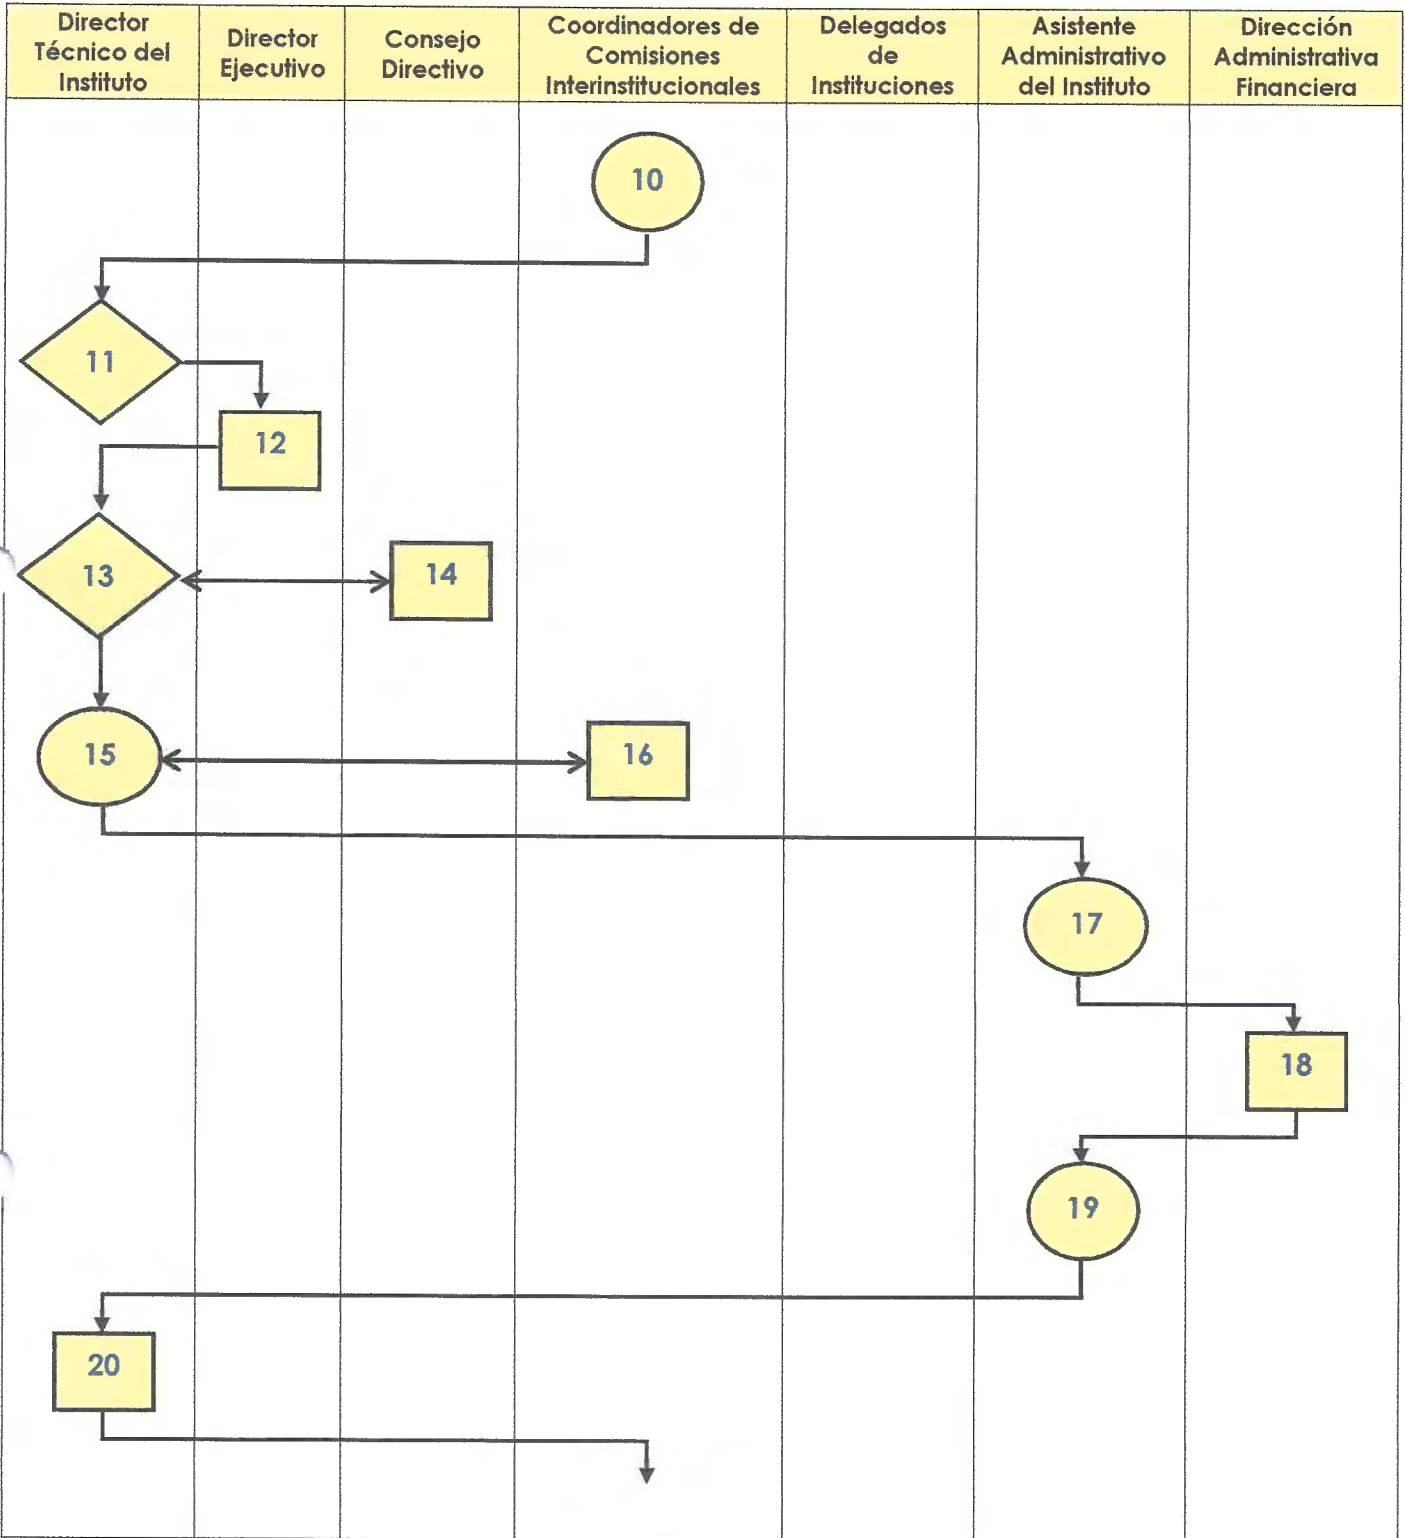 Director
Técnico del
Instituto
Director
Ejecutivo
Consejo
Directivo
Coordinadores de
Comisiones
Interinstitucionales
Delegados
de
Instituciones
Asistente
Administrativo
del Instituto
Dirección
Administrativa
Financiera
10
11
12
13
14
15
16
17
18
19
20